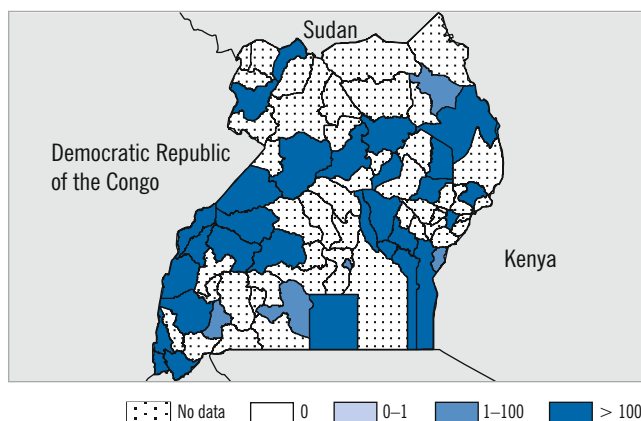 Sudan
Democratic Republic
of the Congo
Kenya
No data
0
0–1
1–100
> 100